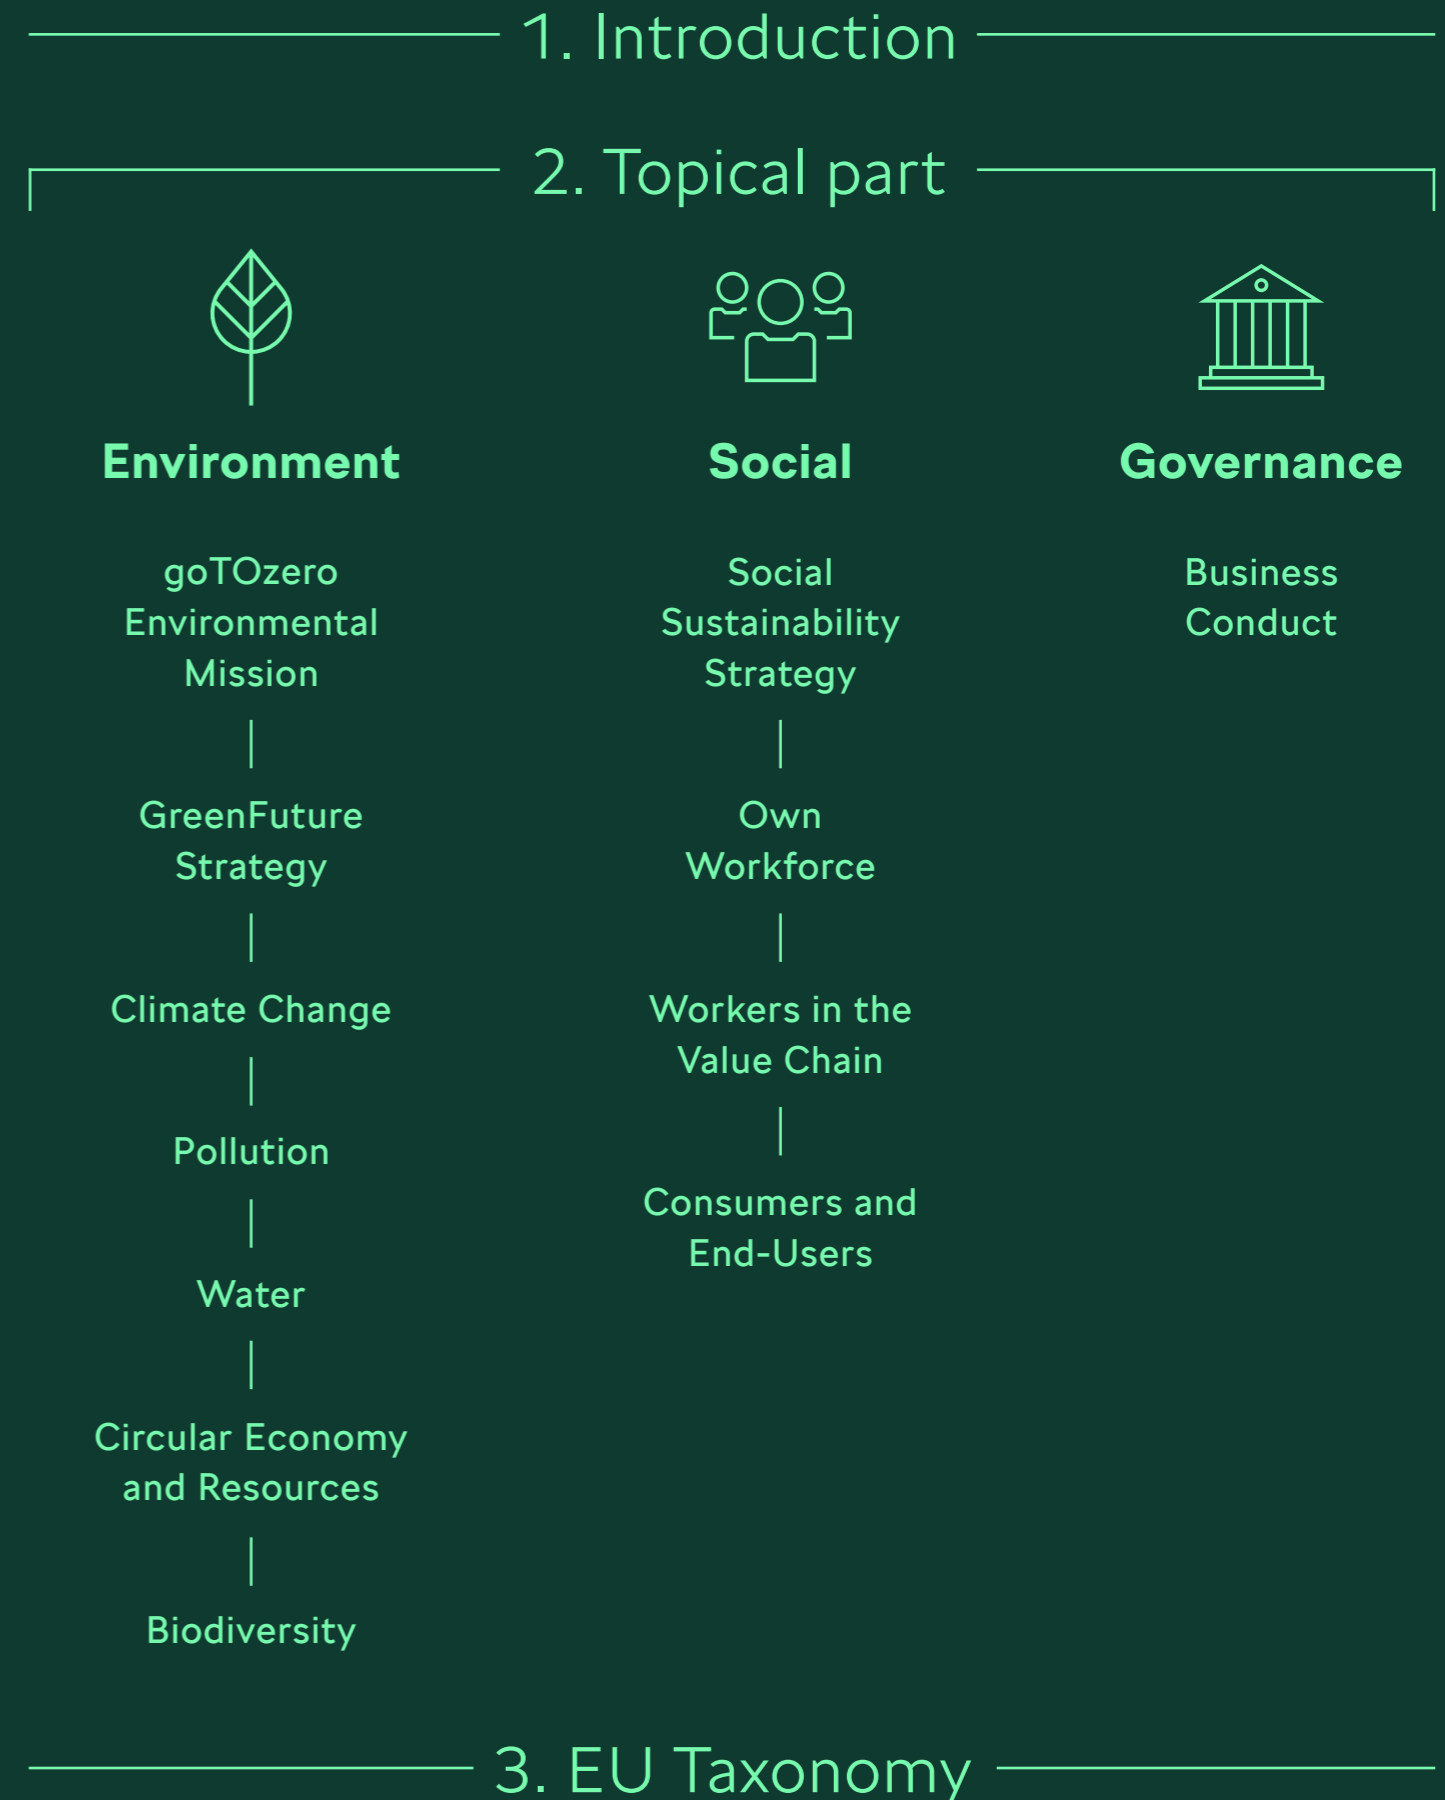 1. Introduction
2. Topical part
Environment
goTOzero
Environmental
Mission
GreenFuture
Strategy
Climate Change
Pollution
Water
Circular Economy
and Resources
Biodiversity
Social
Social
Sustainability
Strategy
Own
Workforce
Workers in the
Value Chain
Consumers and
End-Users
Governance
Business
Conduct
3. EU Taxonomy